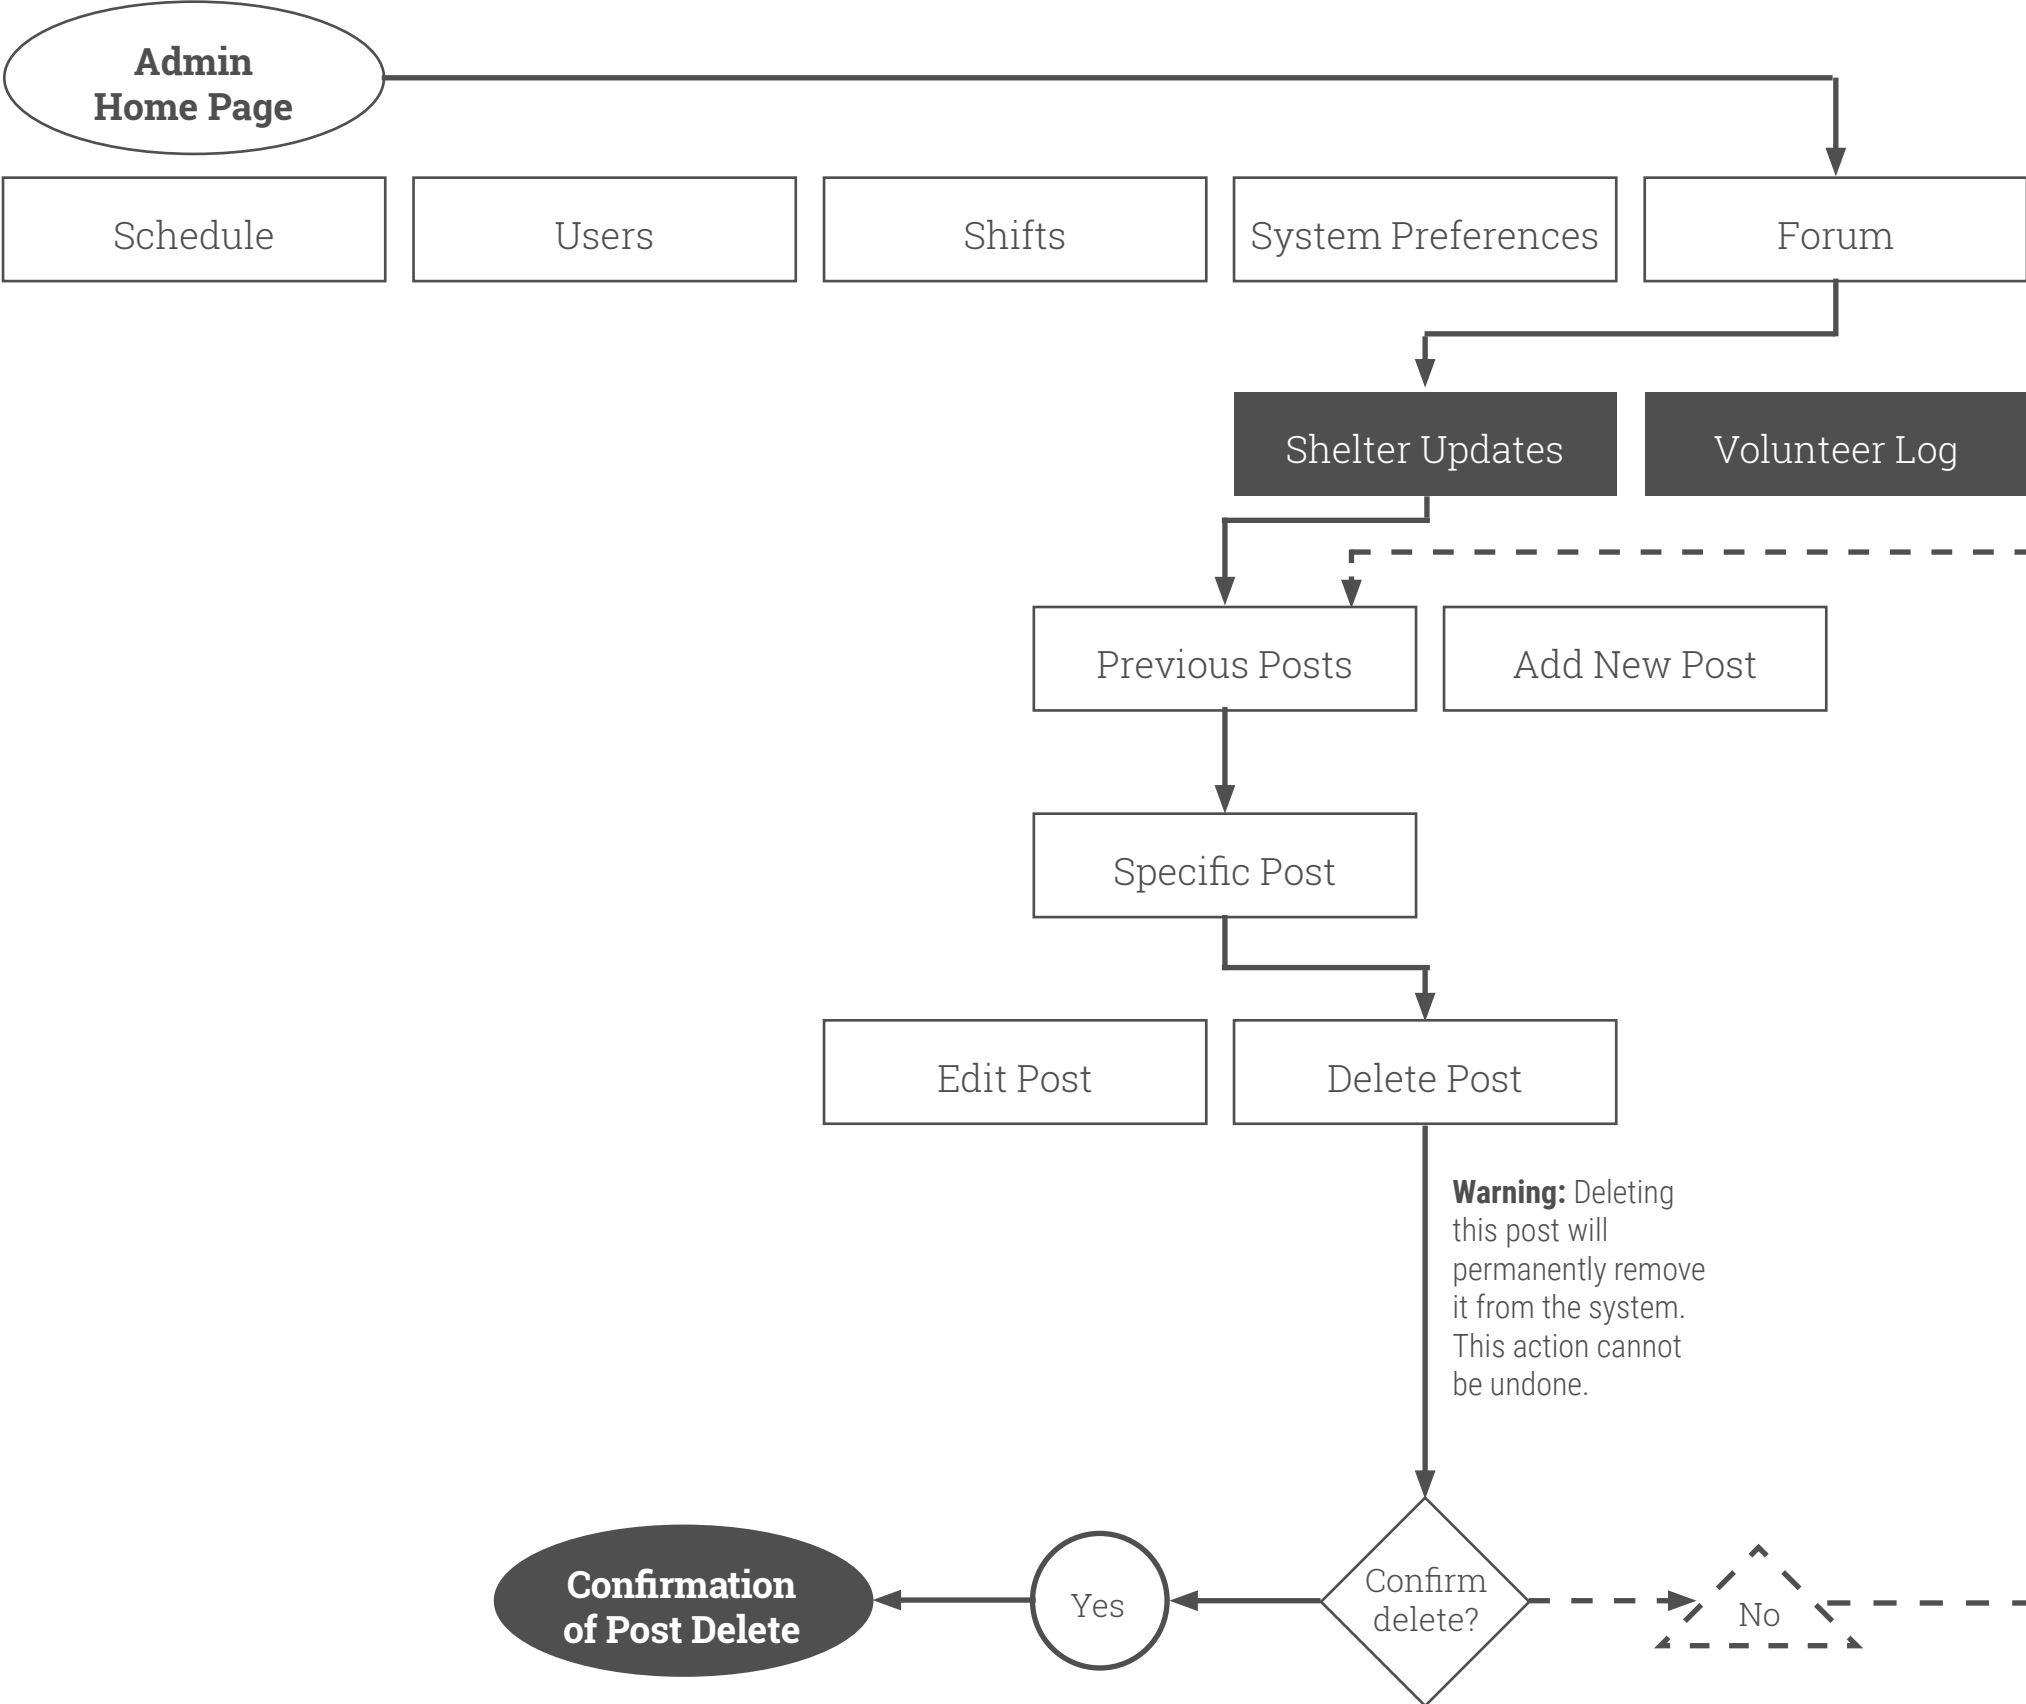 Admin
Home Page
Schedule
Users
Shifts
System Preferences
Forum
Shelter Updates
Volunteer Log
Previous Posts
Add New Post
Specific Post
Edit Post
Delete Post
Warning: Deleting
this post will
permanently remove
it from the system.
This action cannot
be undone.
Confirmation
of Post Delete
Yes
Confirm
delete?
No